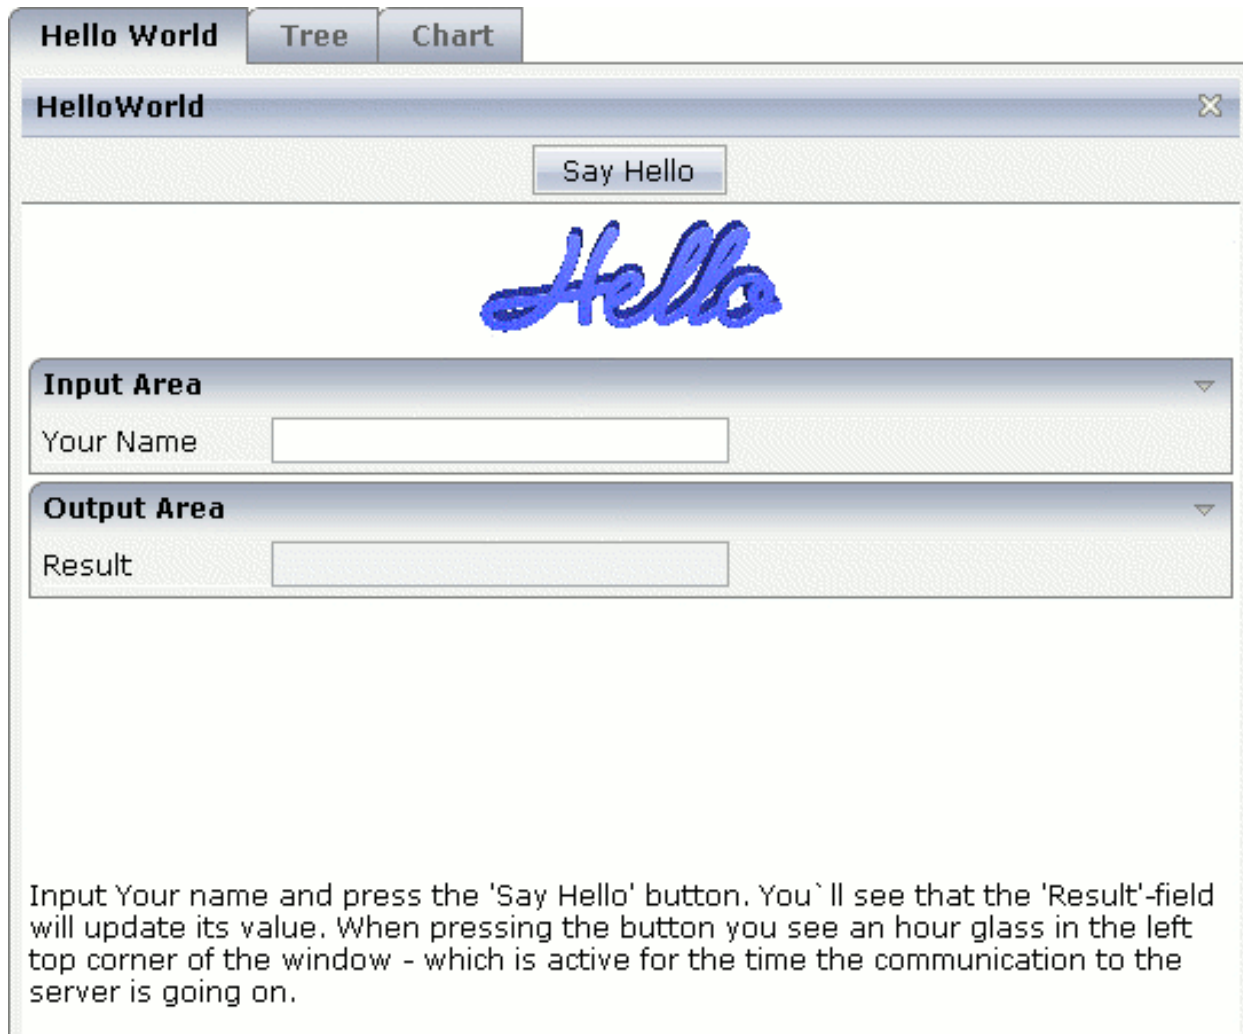 Hello World Tree Chart
HelloWorld
Say Hello
Hello
Input Area
Your Name
Output Area
Result
Input Your name and press the 'Say Hello' button. You`ll see that the 'Result'-field
will update its value. When pressing the button you see an hour glass in the left
top corner of the window - which is active for the time the communication to the
server is going on.